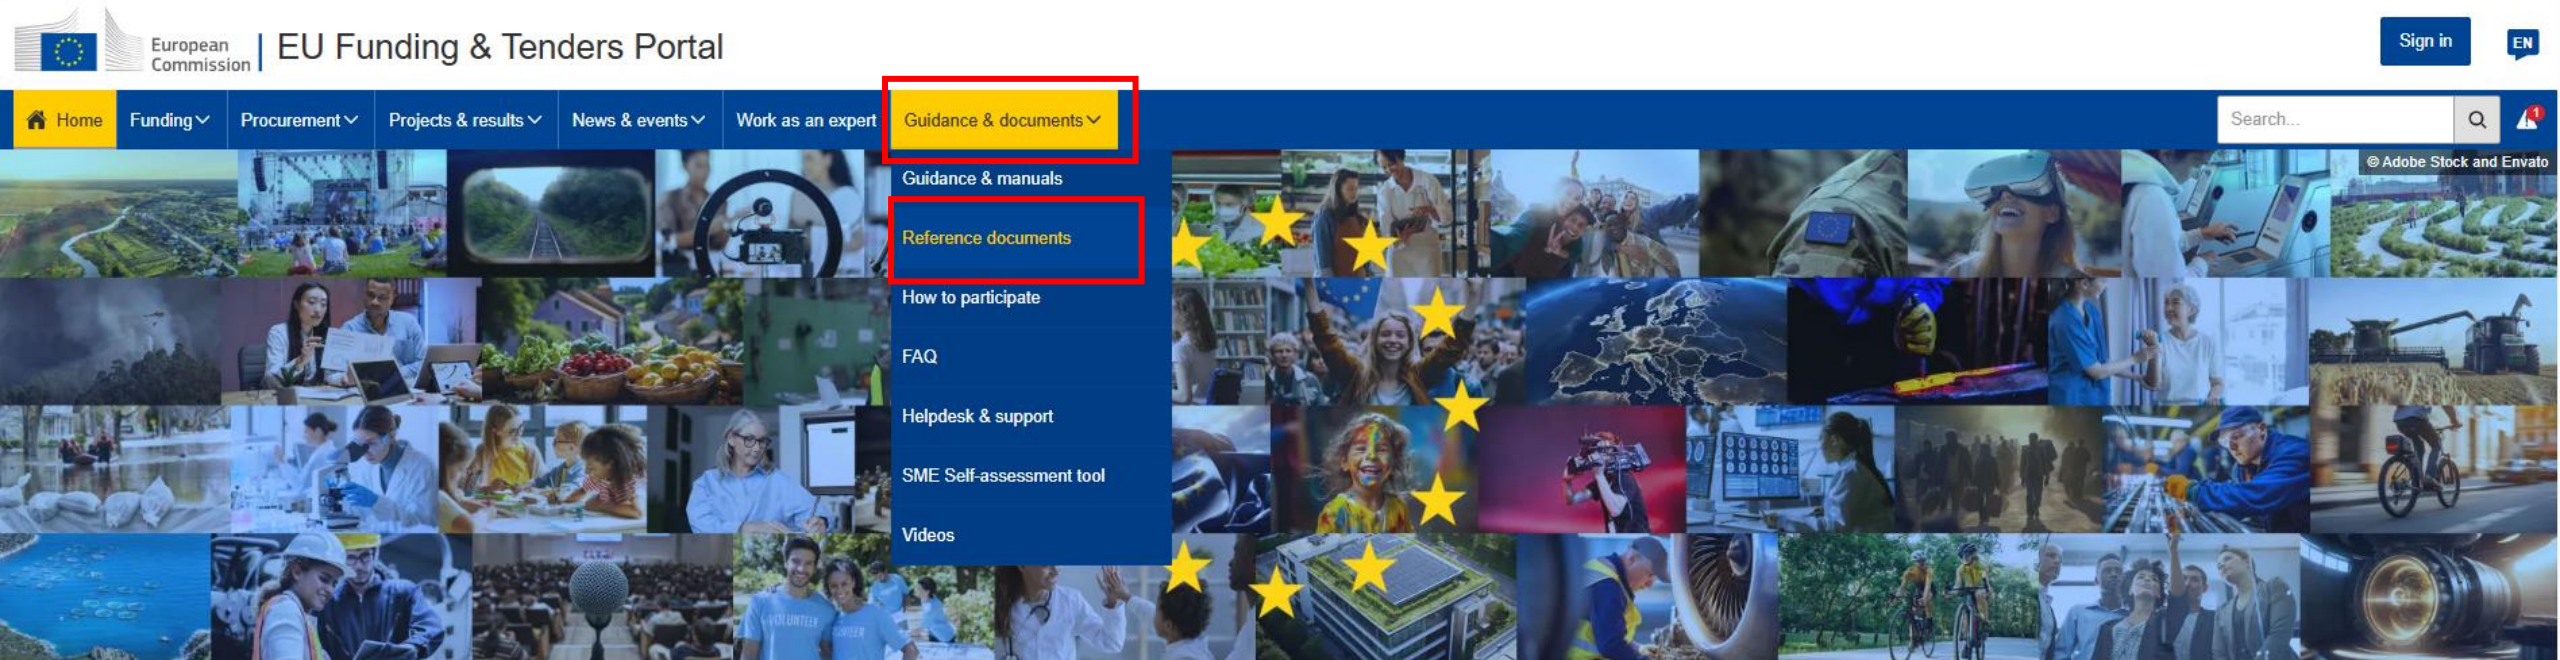 European
Commission
EU Funding & Tenders Portal
Sign in
EN
Home
Funding
Procurement
Projects & results
News & events
Work as an expert
Guidance & documents
Search...
1
© Adobe Stock and Envato
Guidance & manuals
Reference documents
How to participate
FAQ
Helpdesk & support
SME Self-assessment tool
Videos
VOLUNTEER